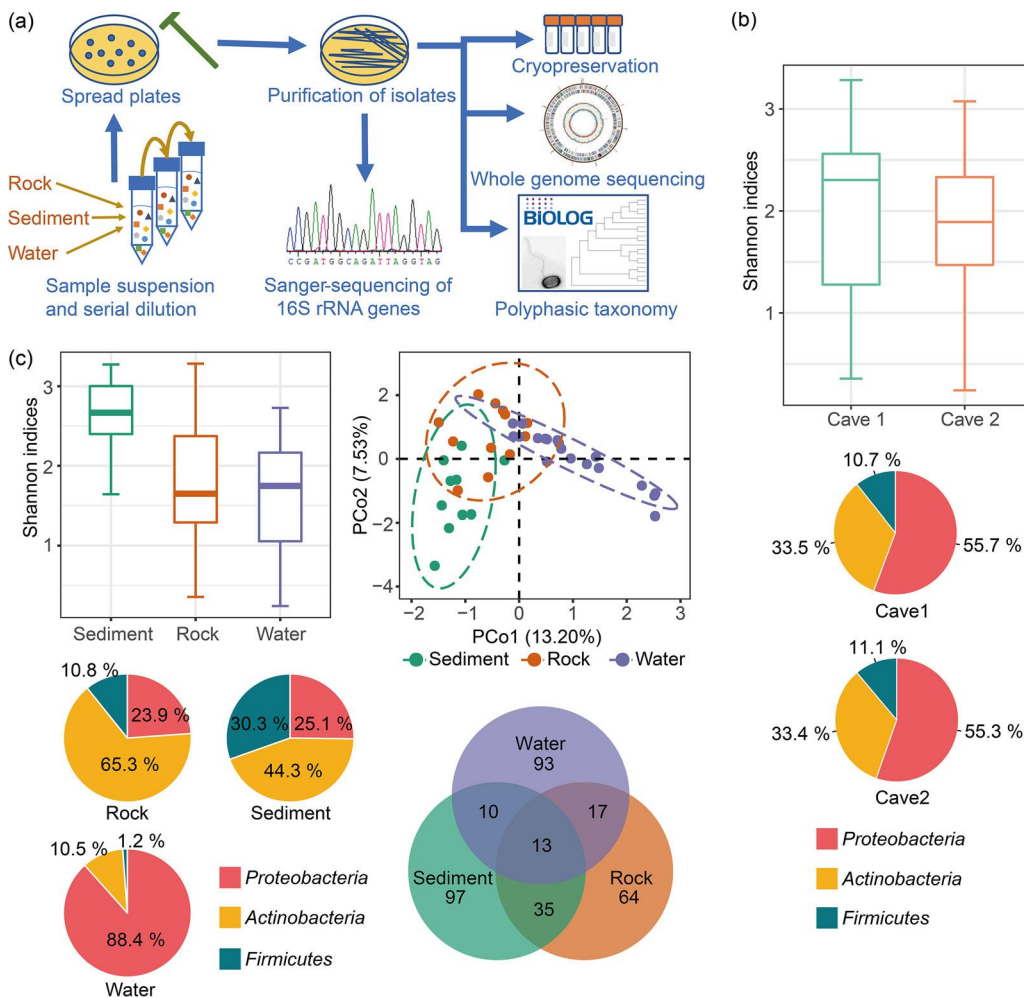 (a)
Spread plates
Purification of isolates
Cryopreservation
Rock
Sediment
Water
Whole genome sequencing
BiOLOG
CCGATGGCAGATTAGGTAG
Sample suspension
and serial dilution
Sanger-sequencing of
16S rRNA genes
Polyphasic taxonomy
(b)
Shannon indices
3
2
1
Cave 1
Cave 2
10.7 %
33.5 %
55.7 %
Cave1
11.1 %
33.4 %
55.3 %
Cave2
Proteobacteria
Actinobacteria
Firmicutes
(c)
Shannon indices
3
2
1
Sediment
Rock
Water
PCo2 (7.53%)
2
0
−2
−4
−2
−1
0
1
2
3
PCo1 (13.20%)
Sediment
Rock
Water
10.8 %
23.9 %
65.3 %
Rock
30.3 %
25.1 %
44.3 %
Sediment
10.5 %
1.2 %
88.4 %
Water
Proteobacteria
Actinobacteria
Firmicutes
Water
93
10
17
13
Sediment
97
Rock
64
35